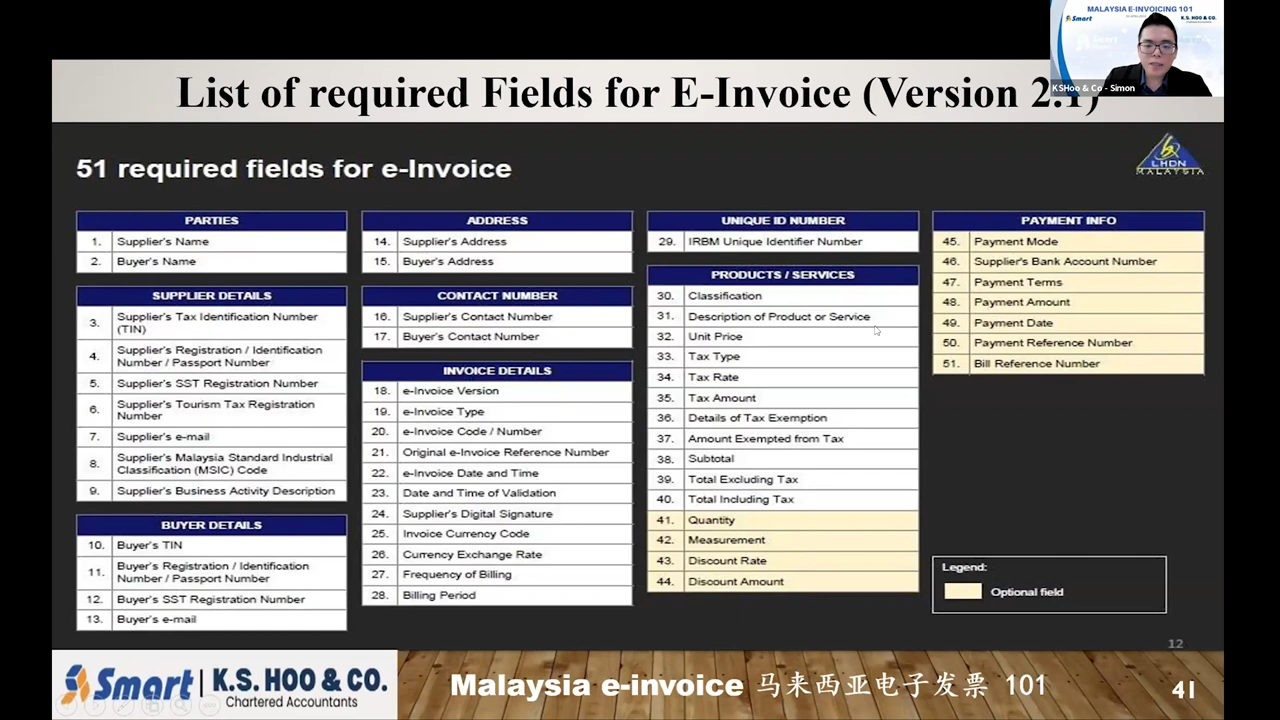 MALAYSIA E-INVOICING 101
Smart
K.S. HOO & CO.
KSHoo & Co - Simon
List of required Fields for E-Invoice (Version 2.1)
51 required fields for e-Invoice
LHDN
MALAYSIA
PARTIES
1. Supplier's Name
2. Buyer's Name
SUPPLIER DETAILS
3. Supplier's Tax Identification Number
(TIN)
4. Supplier's Registration / Identification
Number / Passport Number
5. Supplier's SST Registration Number
6. Supplier's Tourism Tax Registration
Number
7. Supplier's e-mail
8. Supplier's Malaysia Standard Industrial
Classification (MSIC) Code
9. Supplier's Business Activity Description
BUYER DETAILS
10. Buyer's TIN
11. Buyer's Registration / Identification
Number / Passport Number
12. Buyer's SST Registration Number
13. Buyer's e-mail
ADDRESS
14. Supplier's Address
15. Buyer's Address
CONTACT NUMBER
16. Supplier's Contact Number
17. Buyer's Contact Number
INVOICE DETAILS
18. e-Invoice Version
19. e-Invoice Type
20. e-Invoice Code / Number
21. Original e-Invoice Reference Number
22. e-Invoice Date and Time
23. Date and Time of Validation
24. Supplier's Digital Signature
25. Invoice Currency Code
26. Currency Exchange Rate
27. Frequency of Billing
28. Billing Period
UNIQUE ID NUMBER
29. IRBM Unique Identifier Number
PRODUCTS / SERVICES
30. Classification
31. Description of Product or Service
32. Unit Price
33. Tax Type
34. Tax Rate
35. Tax Amount
36. Details of Tax Exemption
37. Amount Exempted from Tax
38. Subtotal
39. Total Excluding Tax
40. Total Including Tax
41. Quantity
42. Measurement
43. Discount Rate
44. Discount Amount
PAYMENT INFO
45. Payment Mode
46. Supplier's Bank Account Number
47. Payment Terms
48. Payment Amount
49. Payment Date
50. Payment Reference Number
51. Bill Reference Number
Legend:
Optional field
12
Smart | K.S. HOO & CO.
Chartered Accountants
Malaysia e-invoice 马来西亚电子发票 101
41